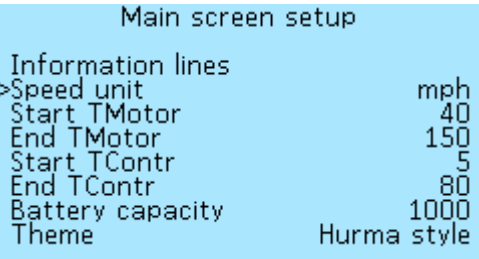 Main screen setup
Information lines
>Speed unit mph
Start TMotor 40
End TMotor 150
Start TContr 5
End TContr 80
Battery capacity 1000
Theme Hurma style